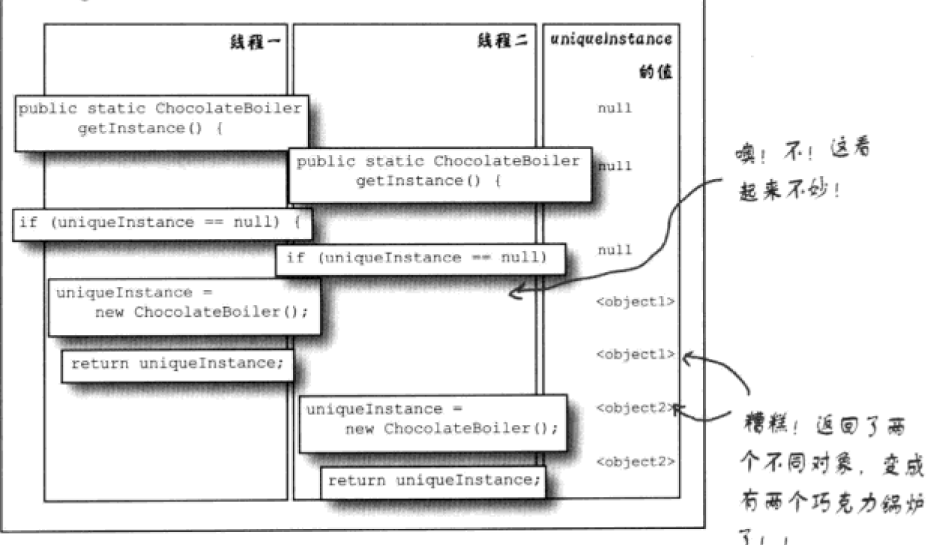 线程一
线程二
uniqueInstance
的值
public static ChocolateBoiler
getInstance() {
null
public static ChocolateBoiler
getInstance() {
null
if (uniqueInstance == null) {
if (uniqueInstance == null)
null
uniqueInstance =
new ChocolateBoiler();
<object1>
return uniqueInstance;
<object1>
uniqueInstance =
new ChocolateBoiler();
<object2>
return uniqueInstance;
<object2>
噢！不！这看
起来不妙！
糟糕！返回了两
个不同对象，变成
有两个巧克力锅炉
了！！